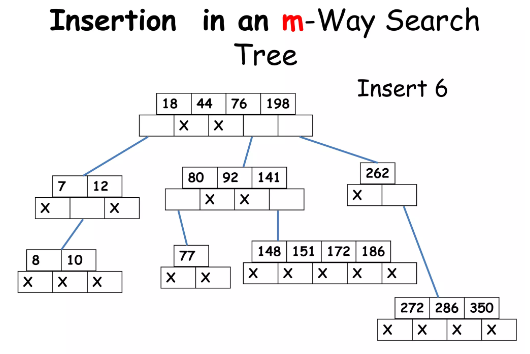 Insertion in an m-Way Search
Tree
Insert 6
18 44 76 198
X X
7 12
X X
80 92 141
X X
262
X
8 10
X X X
77
X X
148 151 172 186
X X X X X
272 286 350
X X X X